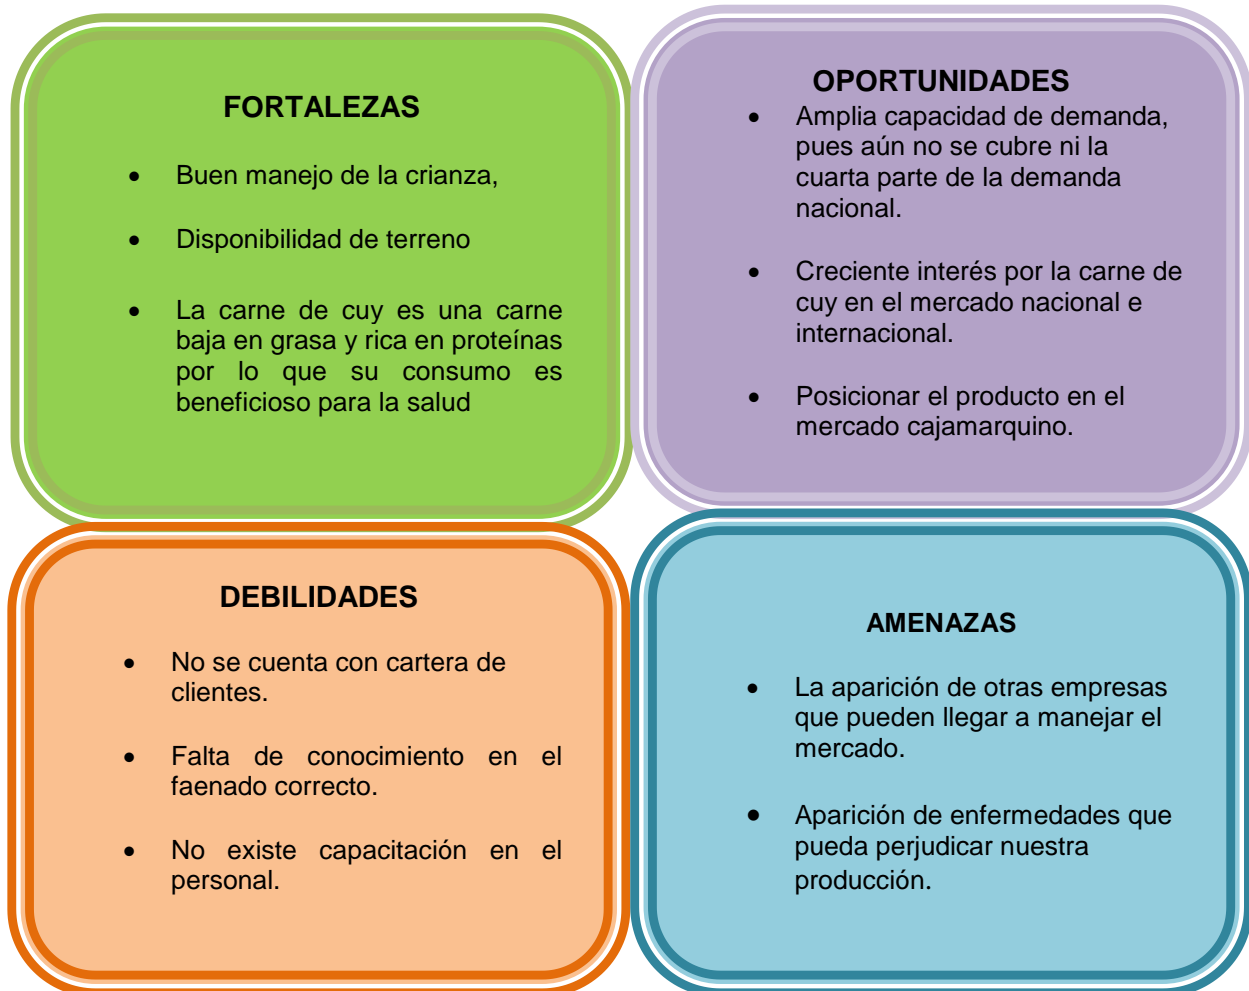 FORTALEZAS
• Buen manejo de la crianza,
• Disponibilidad de terreno
• La carne de cuy es una carne
baja en grasa y rica en proteínas
por lo que su consumo es
beneficioso para la salud
OPORTUNIDADES
• Amplia capacidad de demanda,
pues aún no se cubre ni la
cuarta parte de la demanda
nacional.
• Creciente interés por la carne de
cuy en el mercado nacional e
internacional.
• Posicionar el producto en el
mercado cajamarquino.
DEBILIDADES
• No se cuenta con cartera de
clientes.
• Falta de conocimiento en el
faenado correcto.
• No existe capacitación en el
personal.
AMENAZAS
• La aparición de otras empresas
que pueden llegar a manejar el
mercado.
• Aparición de enfermedades que
pueda perjudicar nuestra
producción.